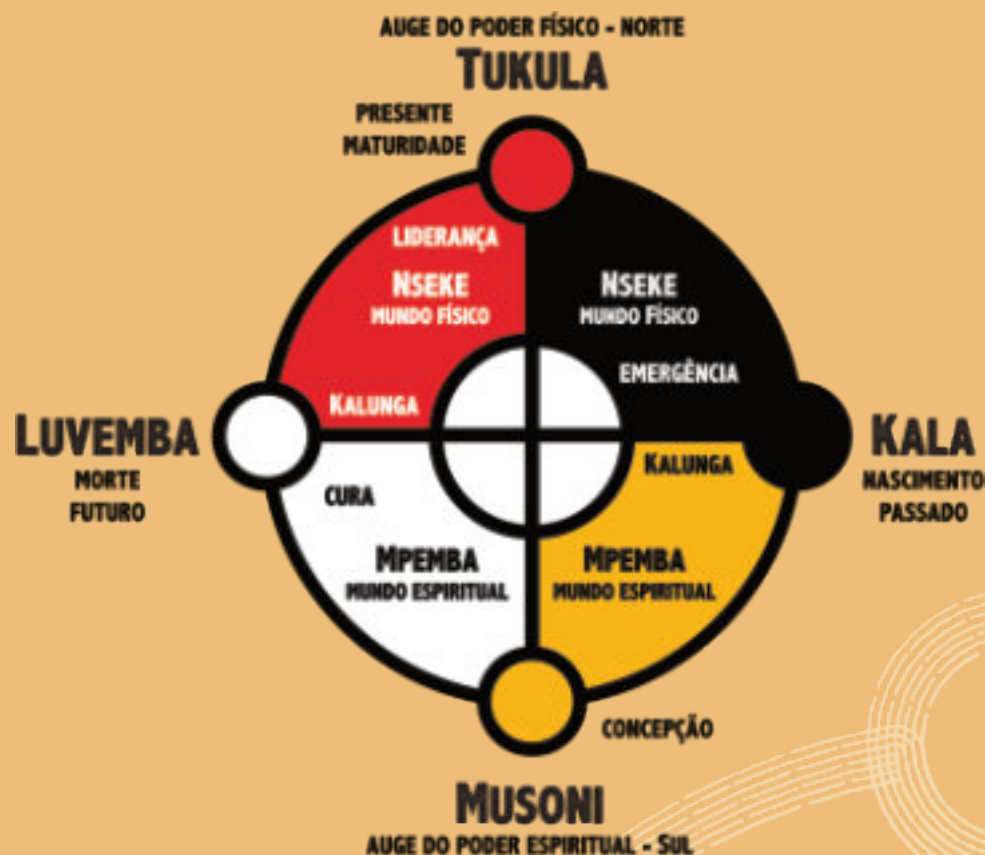 AUGE DO PODER FÍSICO - NORTE
TUKULA
PRESENTE
MATURIDADE
LIDERANÇA
NSEKE
MUNDO FÍSICO
KALUNGA
NSEKE
MUNDO FÍSICO
EMERGÊNCIA
LUVEMBA
MORTE
FUTURO
KALA
NASCIMENTO
PASSADO
CURA
MPEMBA
MUNDO ESPIRITUAL
KALUNGA
MPEMBA
MUNDO ESPIRITUAL
CONCEPÇÃO
MUSONI
AUGE DO PODER ESPIRITUAL - SUL